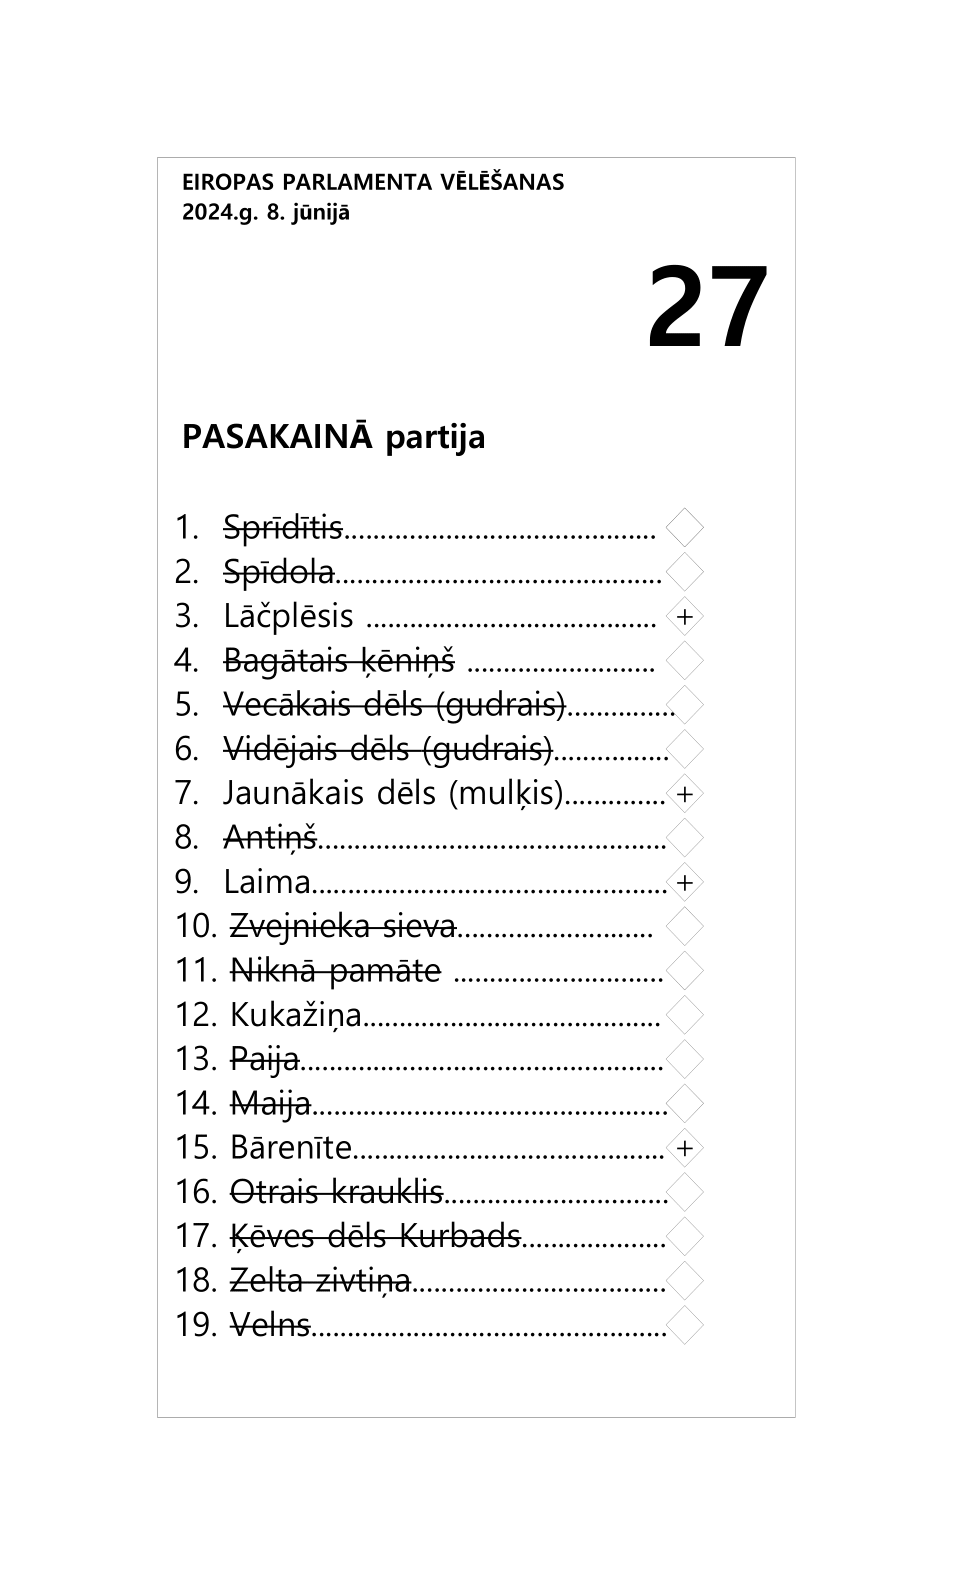 EIROPAS PARLAMENTA VĒLĒŠANAS
2024.g. 8. jūnijā
27
PASAKAINĀ partija
1. Sprīdītis...........................................
2. Spīdola.............................................
3. Lāčplēsis ........................................ +
4. Bagātais ķēniņš ..........................
5. Vecākais dēls (gudrais)...............
6. Vidējais dēls (gudrais)................
7. Jaunākais dēls (mulķis).............. +
8. Antiņš................................................
9. Laima................................................. +
10. Zvejnieka sieva...........................
11. Niknā pamāte .............................
12. Kukažiņa.........................................
13. Paija..................................................
14. Maija.................................................
15. Bārenīte........................................... +
16. Otrais krauklis...............................
17. Ķēves dēls Kurbads....................
18. Zelta zivtiņa...................................
19. Velns.................................................